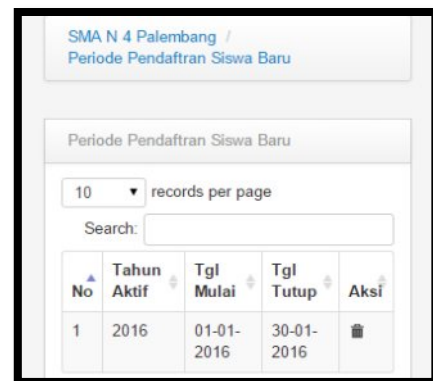 SMA N 4 Palembang /
Periode Pendaftran Siswa Baru
Periode Pendaftran Siswa Baru
10 records per page
Search:
No Tahun Aktif Tgl Mulai Tgl Tutup Aksi
1 2016 01-01-2016 30-01-2016